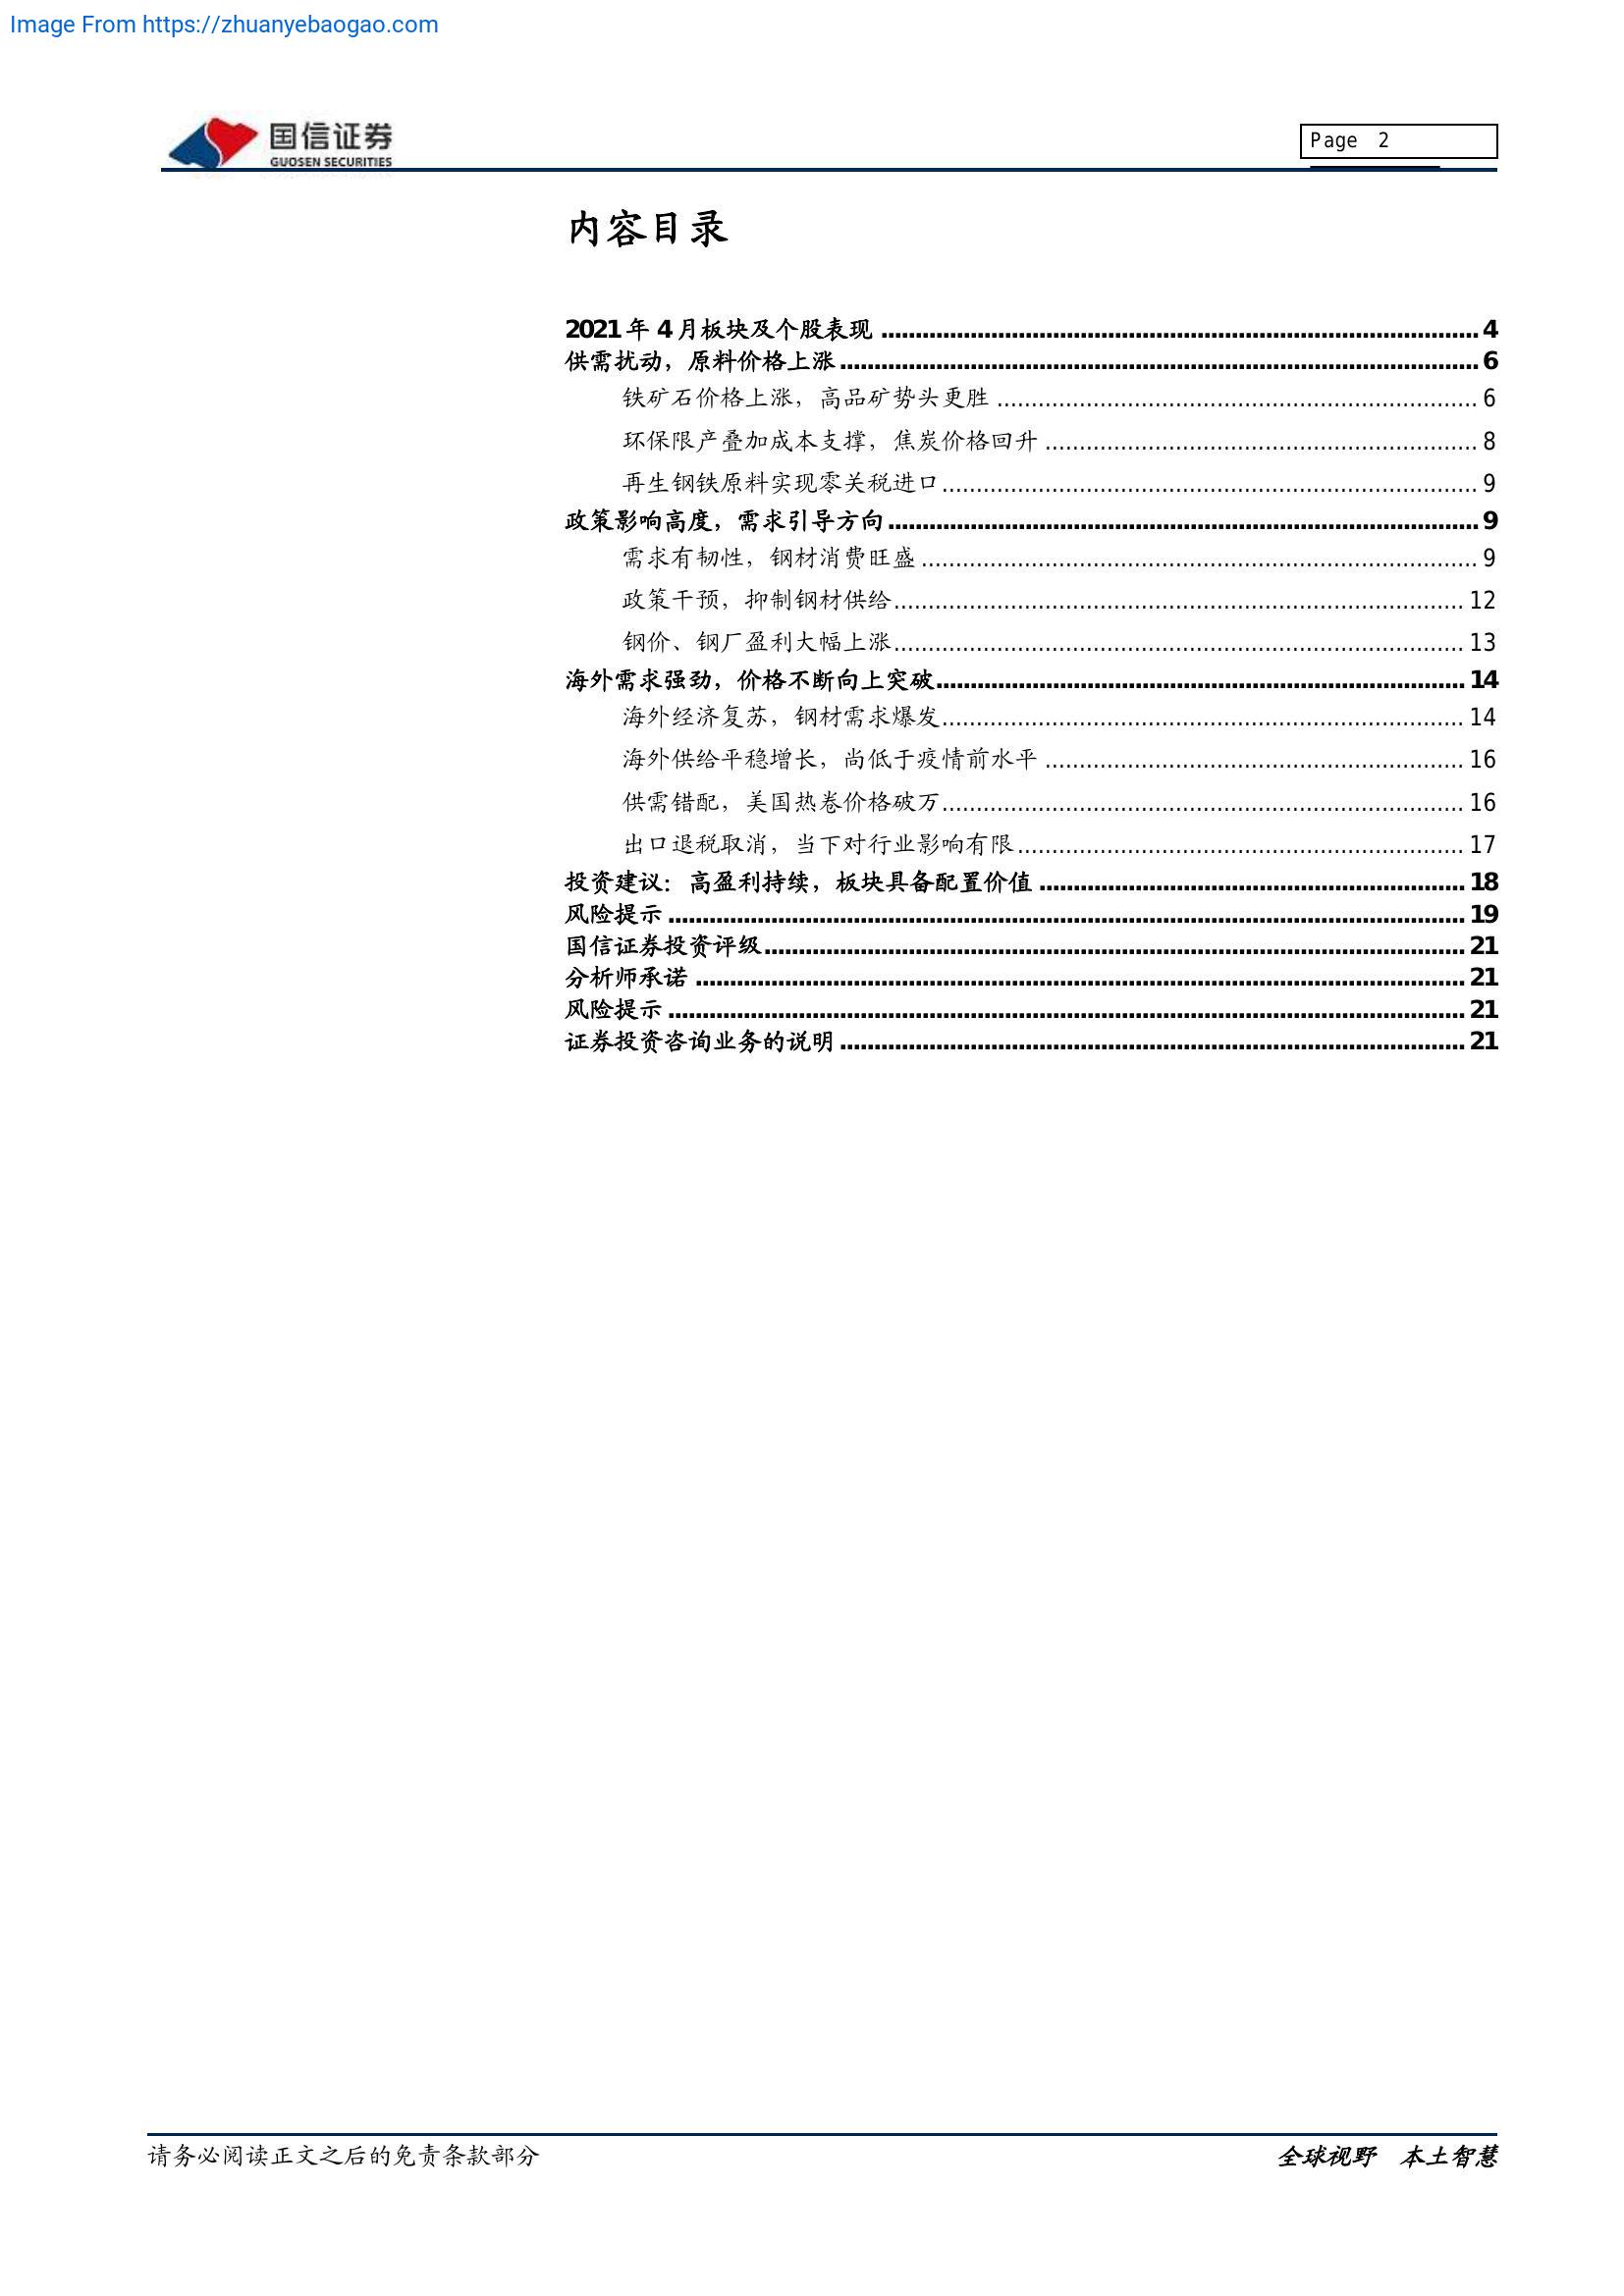 Image From https://zhuanyebaogao.com
国信证券
GUOSEN SECURITIES
Page 2
内容目录
2021 年 4 月板块及个股表现 ........................................ 4
供需扰动，原料价格上涨 ........................................ 6
铁矿石价格上涨，高品矿势头更胜 ........................................ 6
环保限产叠加成本支撑，焦炭价格回升 ........................................ 8
再生钢铁原料实现零关税进口 ........................................ 9
政策影响高度，需求引导方向 ........................................ 9
需求有韧性，钢材消费旺盛 ........................................ 9
政策干预，抑制钢材供给 ........................................ 12
钢价、钢厂盈利大幅上涨 ........................................ 13
海外需求强劲，价格不断向上突破 ........................................ 14
海外经济复苏，钢材需求爆发 ........................................ 14
海外供给平稳增长，尚低于疫情前水平 ........................................ 16
供需错配，美国热卷价格破万 ........................................ 16
出口退税取消，当下对行业影响有限 ........................................ 17
投资建议：高盈利持续，板块具备配置价值 ........................................ 18
风险提示 ........................................ 19
国信证券投资评级 ........................................ 21
分析师承诺 ........................................ 21
风险提示 ........................................ 21
证券投资咨询业务的说明 ........................................ 21
请务必阅读正文之后的免责条款部分
全球视野 本土智慧